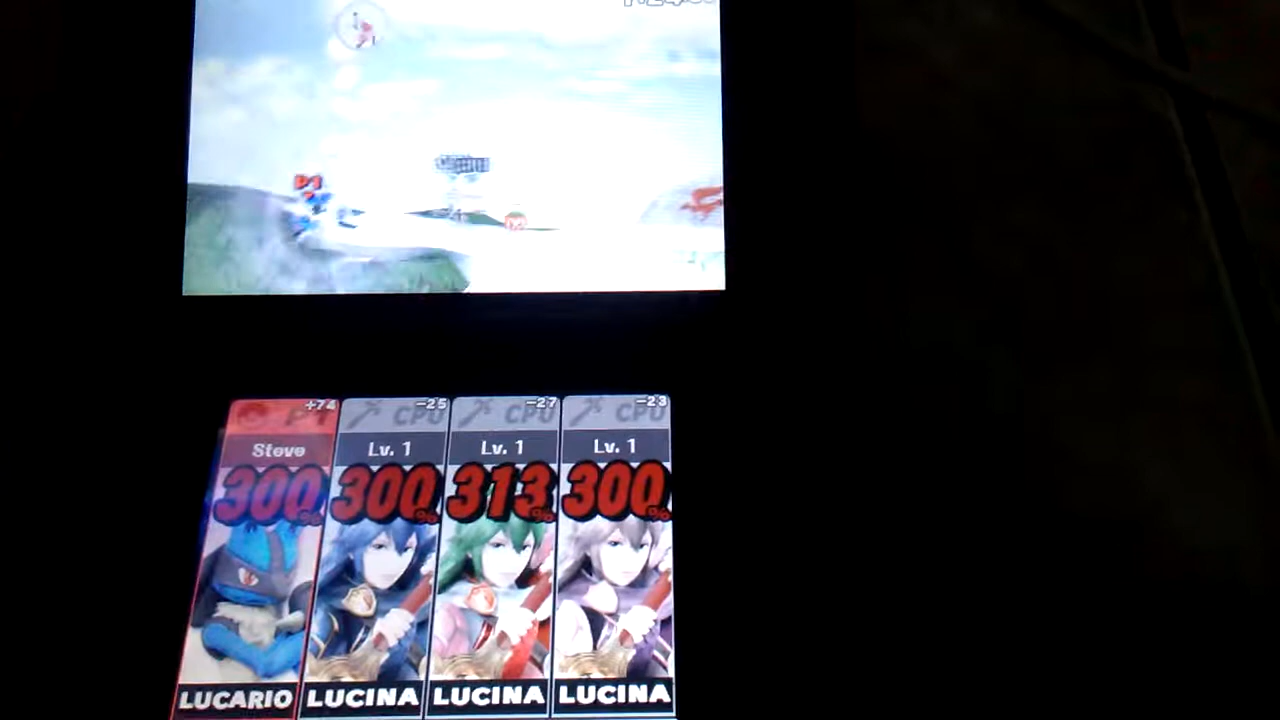 P1
+74 P1
-25 CPU
-27 CPU
-23 CPU
Steve
Lv. 1
Lv. 1
Lv. 1
300%
300%
313%
300%
LUCARIO
LUCINA
LUCINA
LUCINA